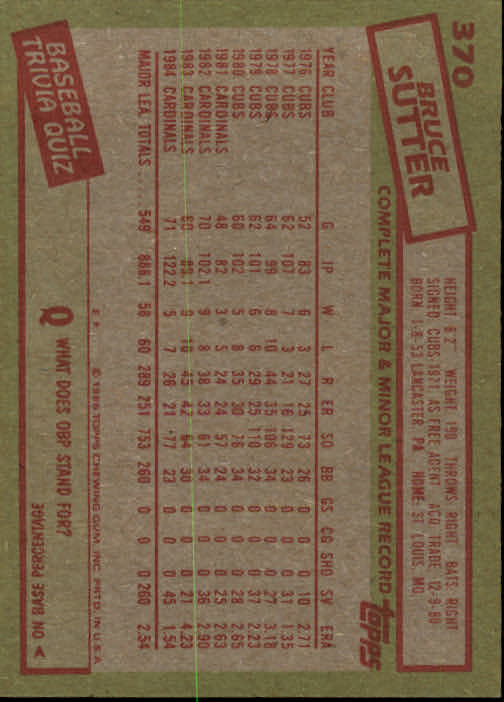 370
BRUCE
SUTTER
HEIGHT 6'2" WEIGHT: 190 THROWS: RIGHT BATS: RIGHT
SIGNED: CUBS-1971 AS FREE AGENT ACQ: TRADE, 12-9-80
BORN: 1-8-53 LANCASTER, PA HOME: ST. LOUIS, MO.
COMPLETE MAJOR & MINOR LEAGUE RECORD topps
YEAR CLUB G IP W L R ER SO BB GS CG SHO SV ERA
1976 CUBS 52 83 6 3 27 25 73 26 0 0 0 10 2.71
1977 CUBS 62 107 7 3 21 16 129 23 0 0 0 31 1.35
1978 CUBS 64 99 8 10 44 35 106 34 0 0 0 27 3.18
1979 CUBS 62 101 6 6 29 25 110 32 0 0 0 37 2.23
1980 CUBS 60 102 5 8 35 30 76 34 0 0 0 28 2.65
1981 CARDINALS 48 82 3 5 24 24 57 24 0 0 0 25 2.63
1982 CARDINALS 70 102.1 9 8 38 33 61 34 0 0 0 36 2.90
1983 CARDINALS 60 89.1 9 10 45 42 64 30 0 0 0 21 4.23
1984 CARDINALS 71 122.2 5 7 26 21 77 23 0 0 0 45 1.54
MAJOR LEA. TOTALS ..... 549 888.1 58 60 289 251 753 260 0 0 0 260 2.54
© 1985 TOPPS CHEWING GUM, INC. PRTD. IN U.S.A.
BASEBALL
TRIVIA QUIZ
Q WHAT DOES OBP STAND FOR?
ON BASE PERCENTAGE A